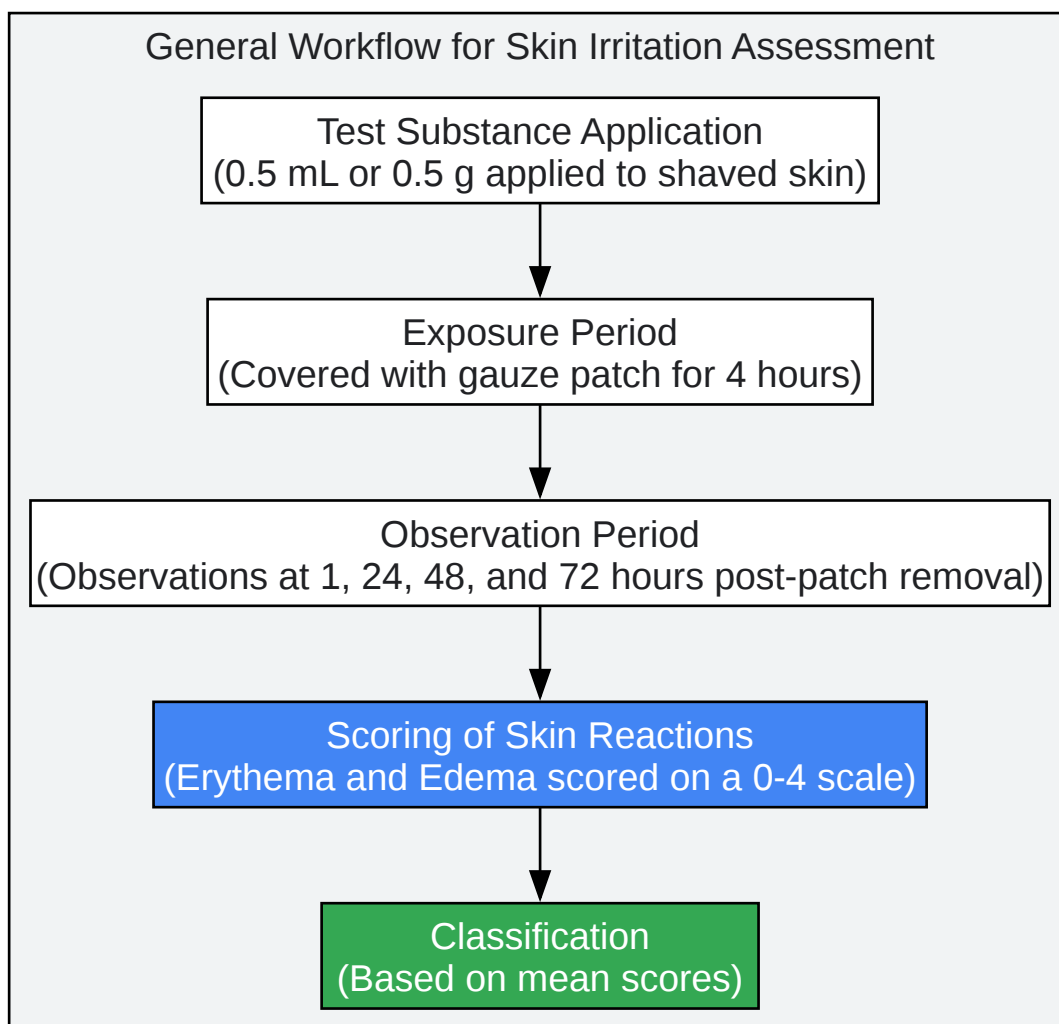 General Workflow for Skin Irritation Assessment
Test Substance Application
(0.5 mL or 0.5 g applied to shaved skin)
Exposure Period
(Covered with gauze patch for 4 hours)
Observation Period
(Observations at 1, 24, 48, and 72 hours post-patch removal)
Scoring of Skin Reactions
(Erythema and Edema scored on a 0-4 scale)
Classification
(Based on mean scores)